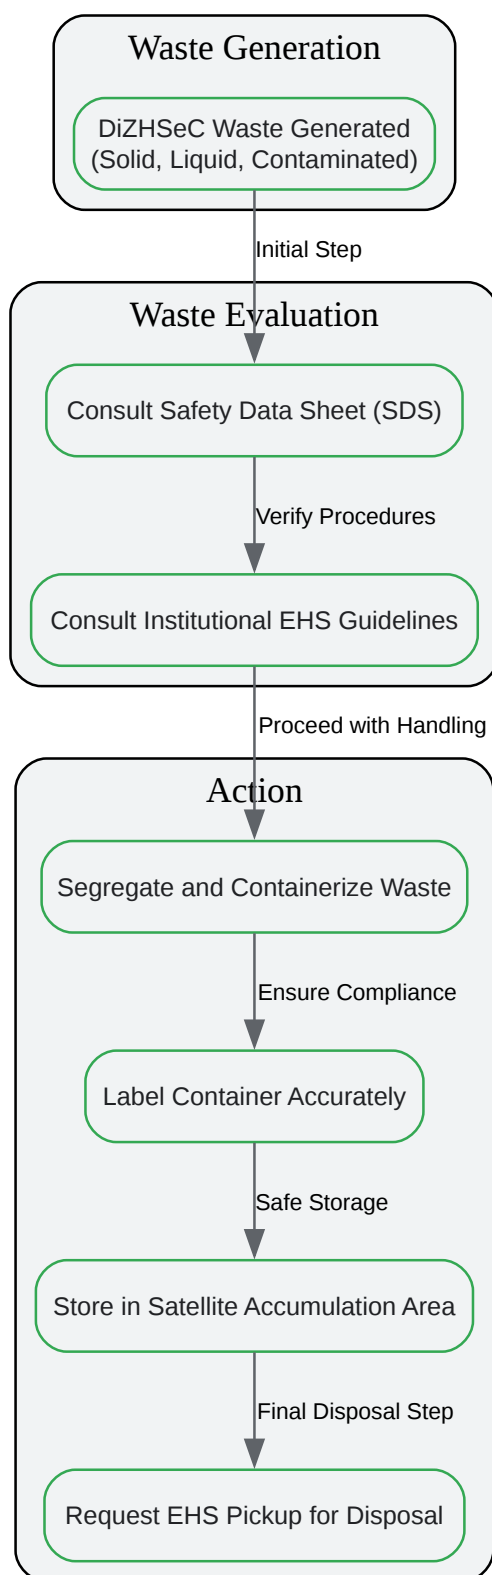 Waste Generation
DiZHSeC Waste Generated
(Solid, Liquid, Contaminated)
Initial Step
Waste Evaluation
Consult Safety Data Sheet (SDS)
Verify Procedures
Consult Institutional EHS Guidelines
Proceed with Handling
Action
Segregate and Containerize Waste
Ensure Compliance
Label Container Accurately
Safe Storage
Store in Satellite Accumulation Area
Final Disposal Step
Request EHS Pickup for Disposal